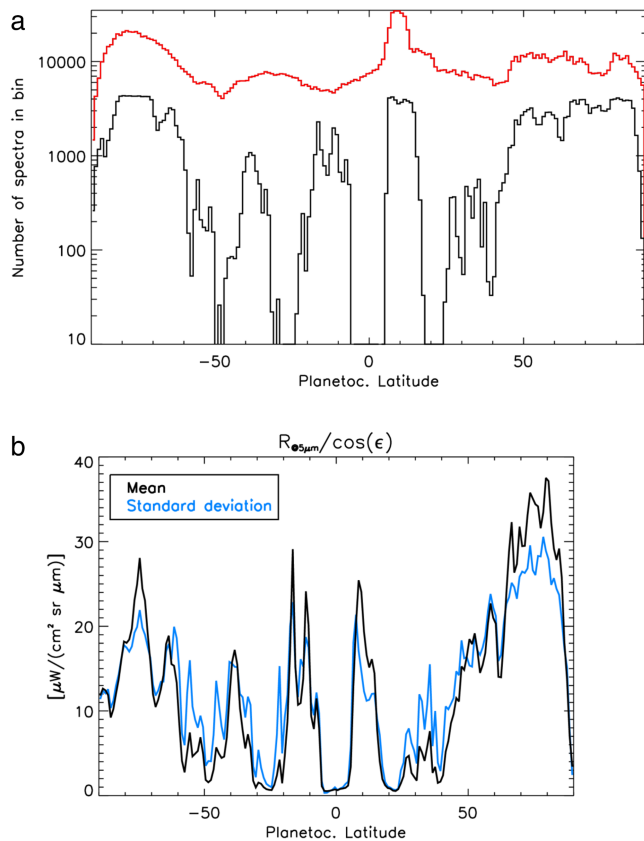 a
10000
1000
100
10
Number of spectra in bin
−50
0
50
Planetoc. Latitude
b
R@5μm/cos(ϵ)
40
30
20
10
0
[μW/(cm² sr μm)]
Mean
Standard deviation
−50
0
50
Planetoc. Latitude